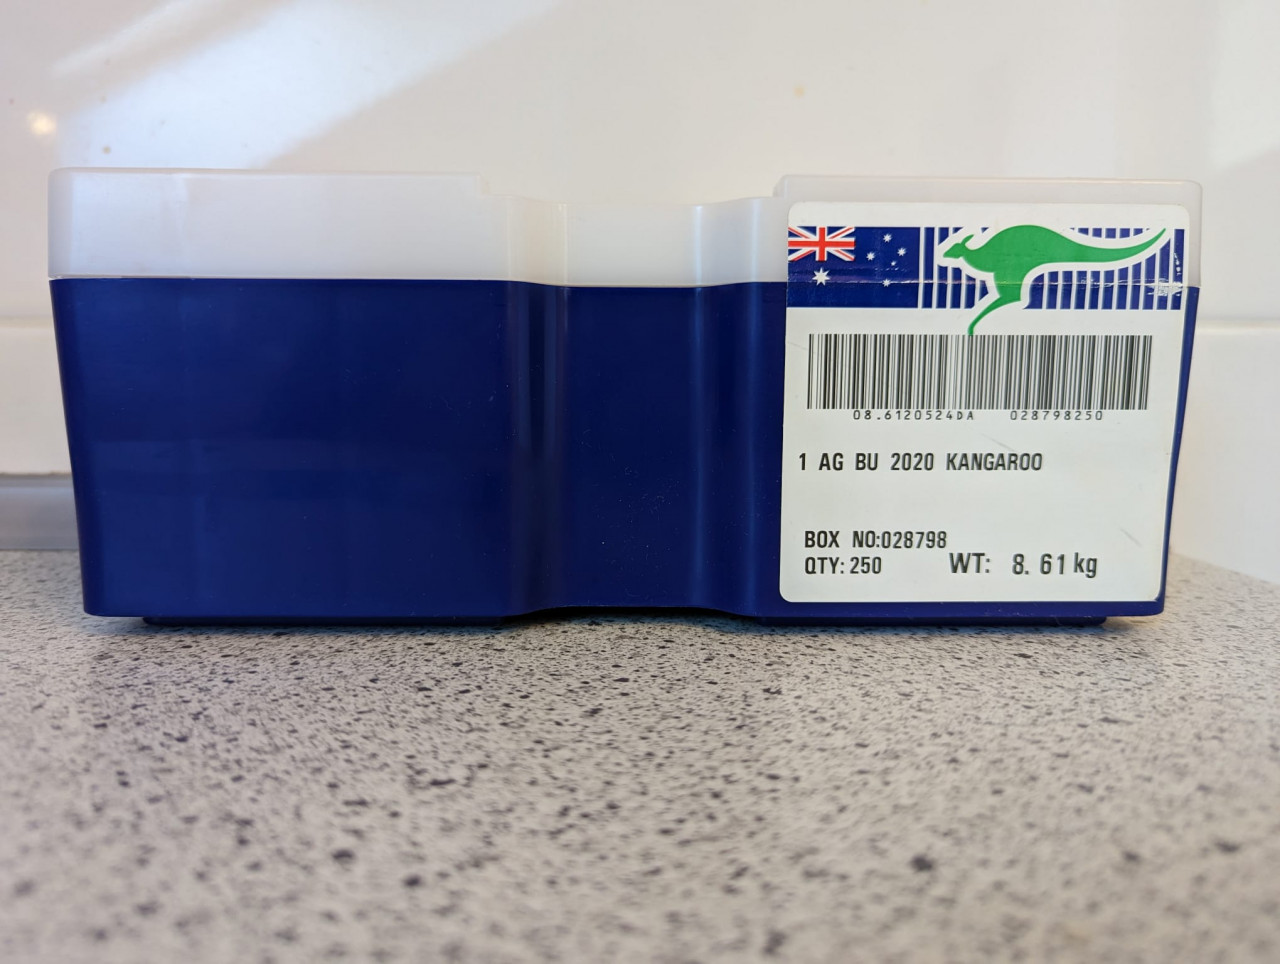 08.6120524DA 028798250
1 AG BU 2020 KANGAROO
BOX NO:028798
QTY: 250 WT: 8.61 kg